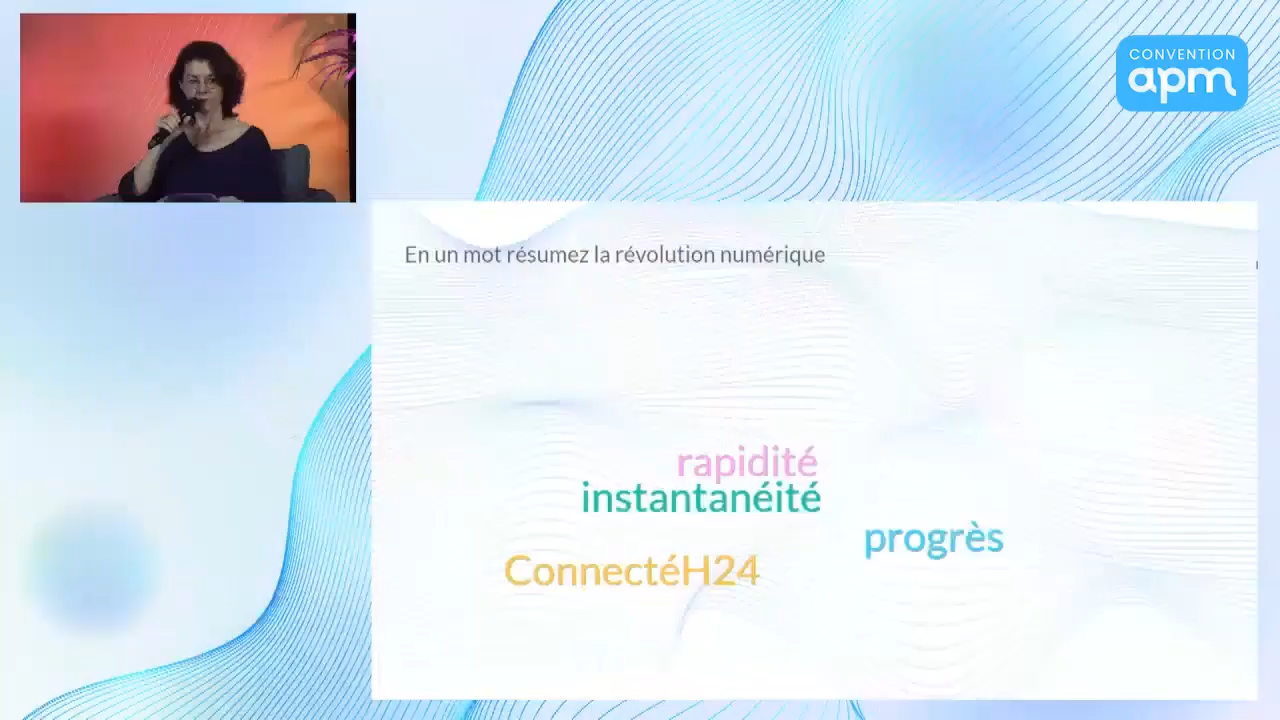 CONVENTION
apm
En un mot résumez la révolution numérique
rapidité
instantanéité
progrès
ConnectéH24